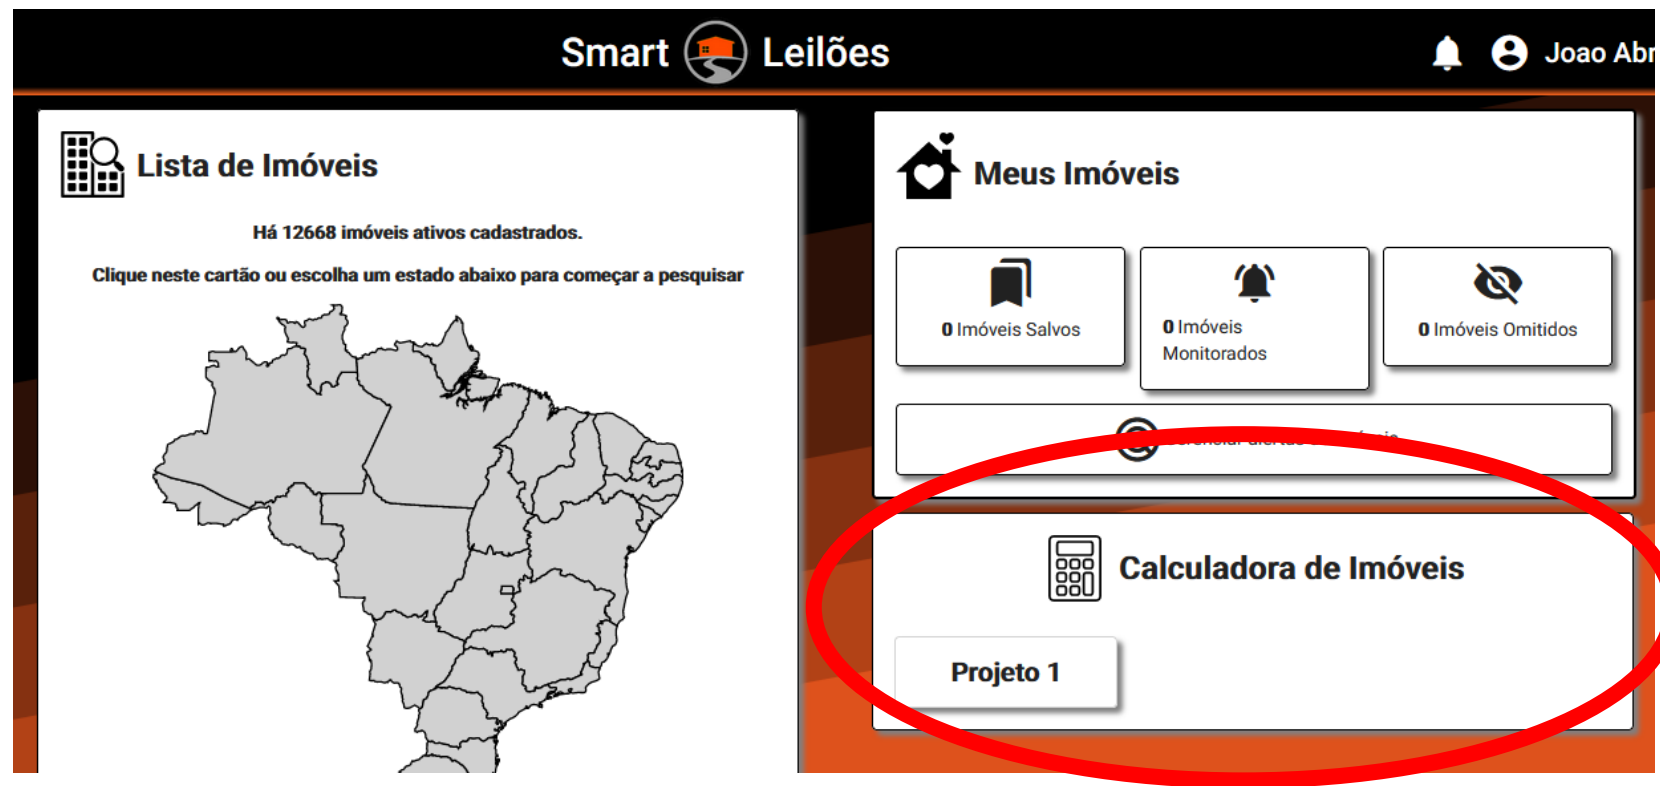 Smart Leilões
Joao Abr
Lista de Imóveis
Há 12668 imóveis ativos cadastrados.
Clique neste cartão ou escolha um estado abaixo para começar a pesquisar
Meus Imóveis
0 Imóveis Salvos
0 Imóveis
Monitorados
0 Imóveis Omitidos
Calculadora de Imóveis
Projeto 1